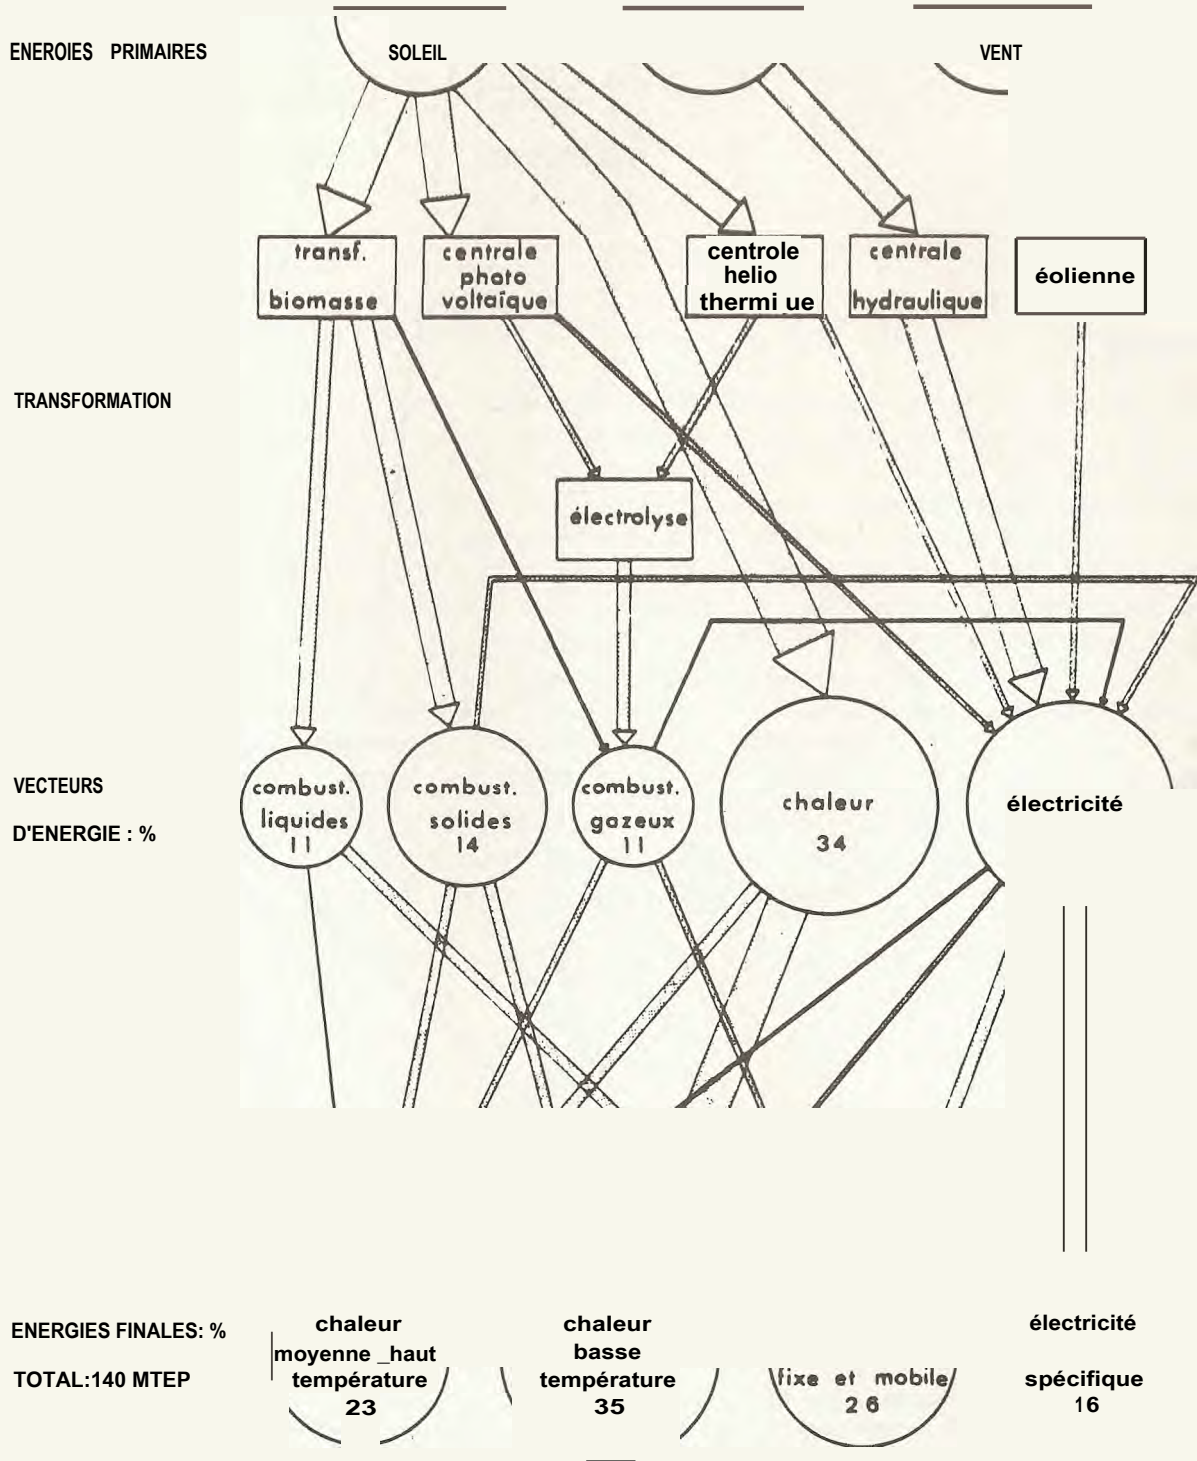 ENEROIES PRIMAIRES
SOLEIL
VENT
transf.
biomasse
centrale
photo
voltaïque
centrole
helio
thermi ue
centrale
hydraulique
éolienne
TRANSFORMATION
électrolyse
VECTEURS
D'ENERGIE : %
combust.
liquides
11
combust.
solides
14
combust.
gazeux
11
chaleur
34
électricité
ENERGIES FINALES: %
TOTAL:140 MTEP
chaleur
moyenne _haut
température
23
chaleur
basse
température
35
fixe et mobile
26
électricité
spécifique
16